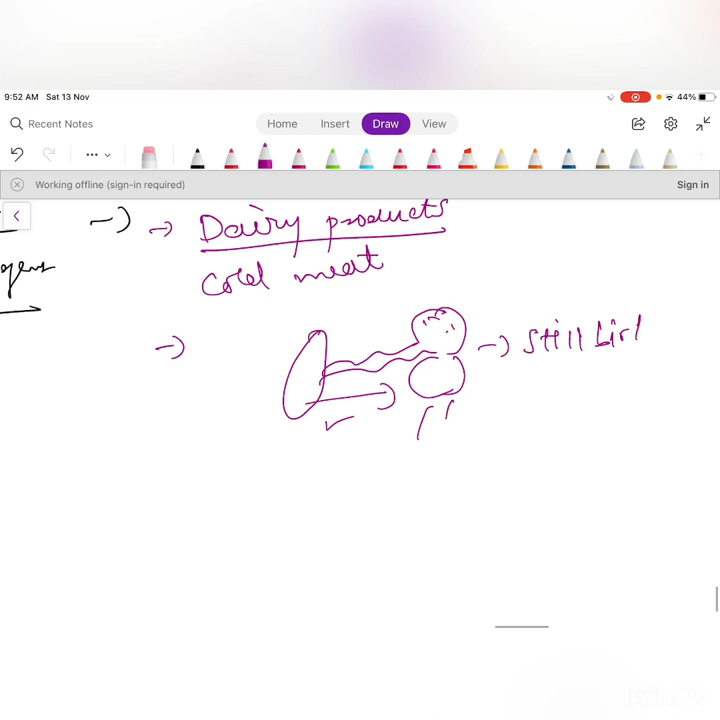 9:52 AM Sat 13 Nov 44%
Recent Notes Home Insert Draw View
Working offline (sign-in required) Sign in
Dairy products
cold meat
still birt